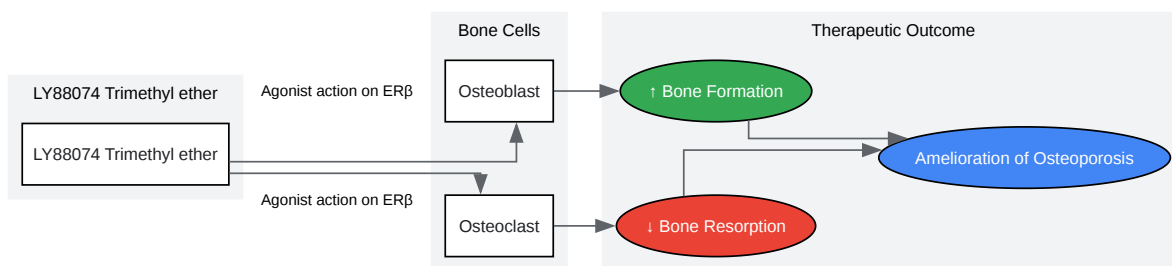 Bone Cells
Therapeutic Outcome
LY88074 Trimethyl ether
Agonist action on ERβ
Osteoblast
↑ Bone Formation
LY88074 Trimethyl ether
Amelioration of Osteoporosis
Agonist action on ERβ
Osteoclast
↓ Bone Resorption